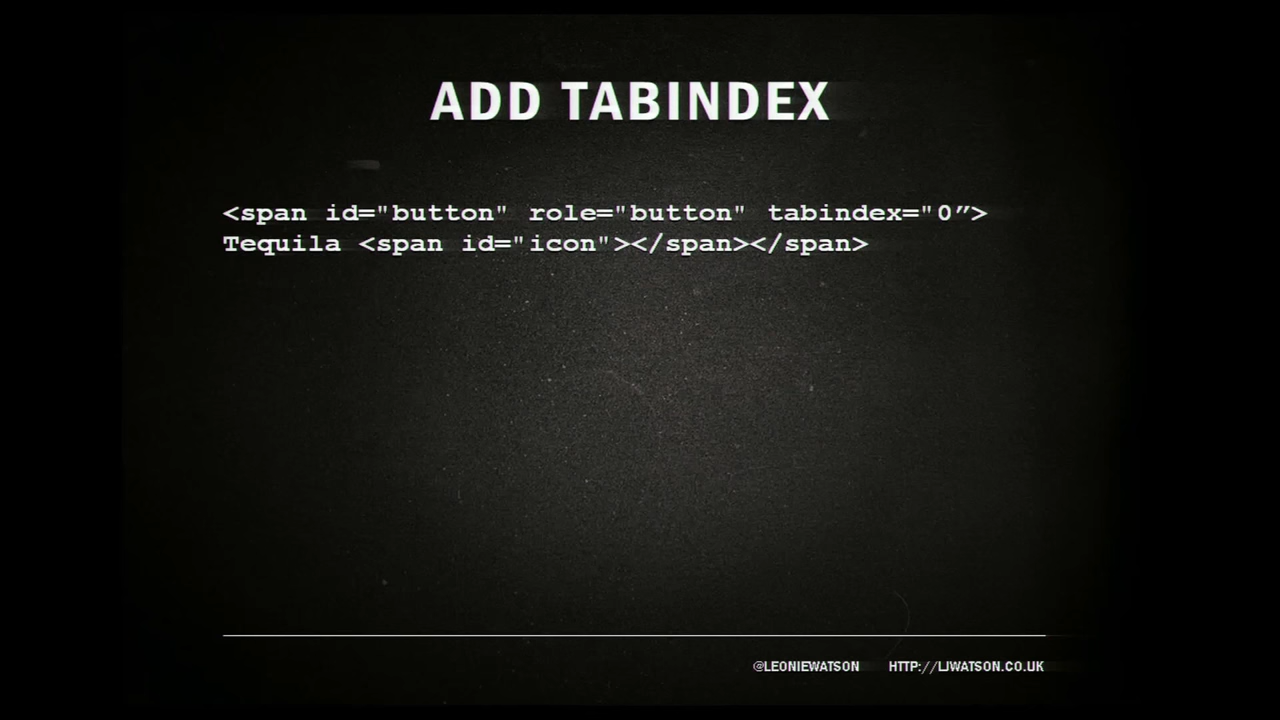 ADD TABINDEX
<span id="button" role="button" tabindex="0”>
Tequila <span id="icon"></span></span>
@LEONIEWATSON HTTP://LJWATSON.CO.UK